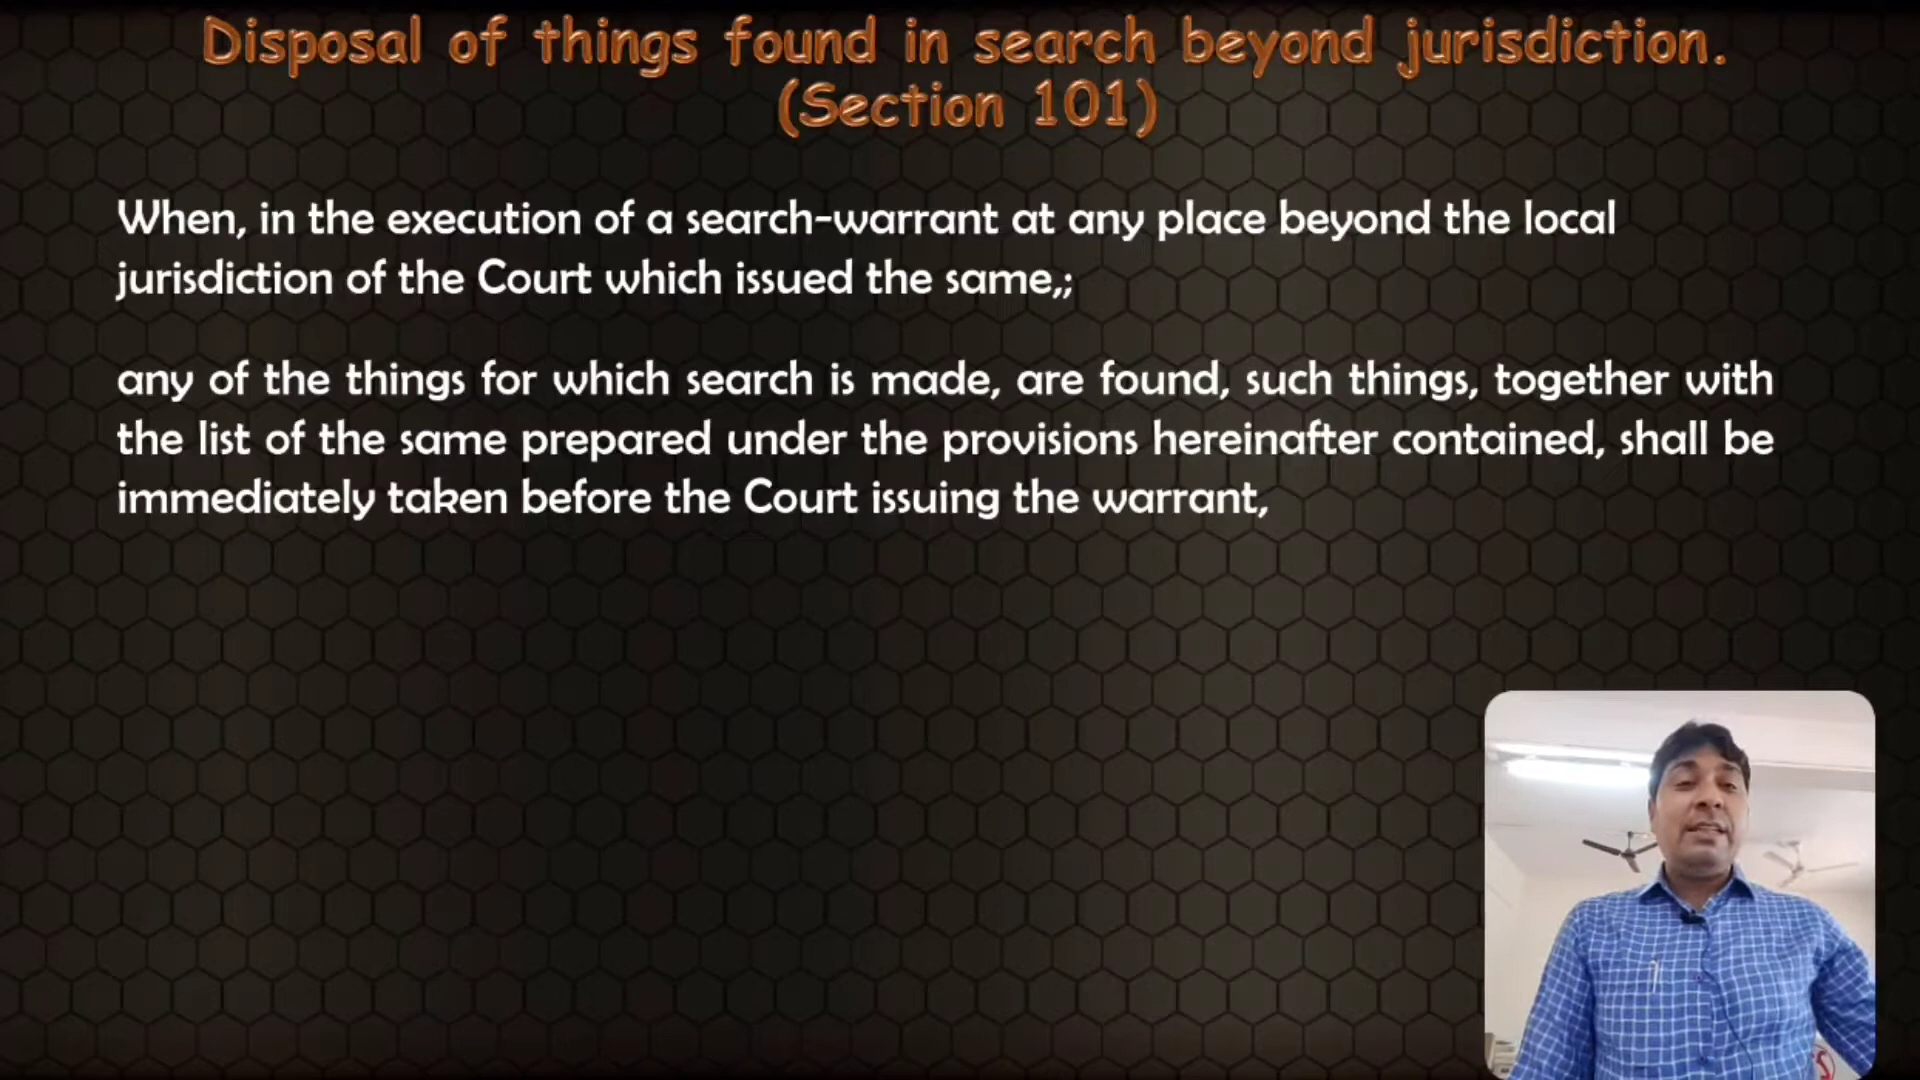 Disposal of things found in search beyond jurisdiction.
(Section 101)
When, in the execution of a search-warrant at any place beyond the local
jurisdiction of the Court which issued the same,;
any of the things for which search is made, are found, such things, together with
the list of the same prepared under the provisions hereinafter contained, shall be
immediately taken before the Court issuing the warrant,